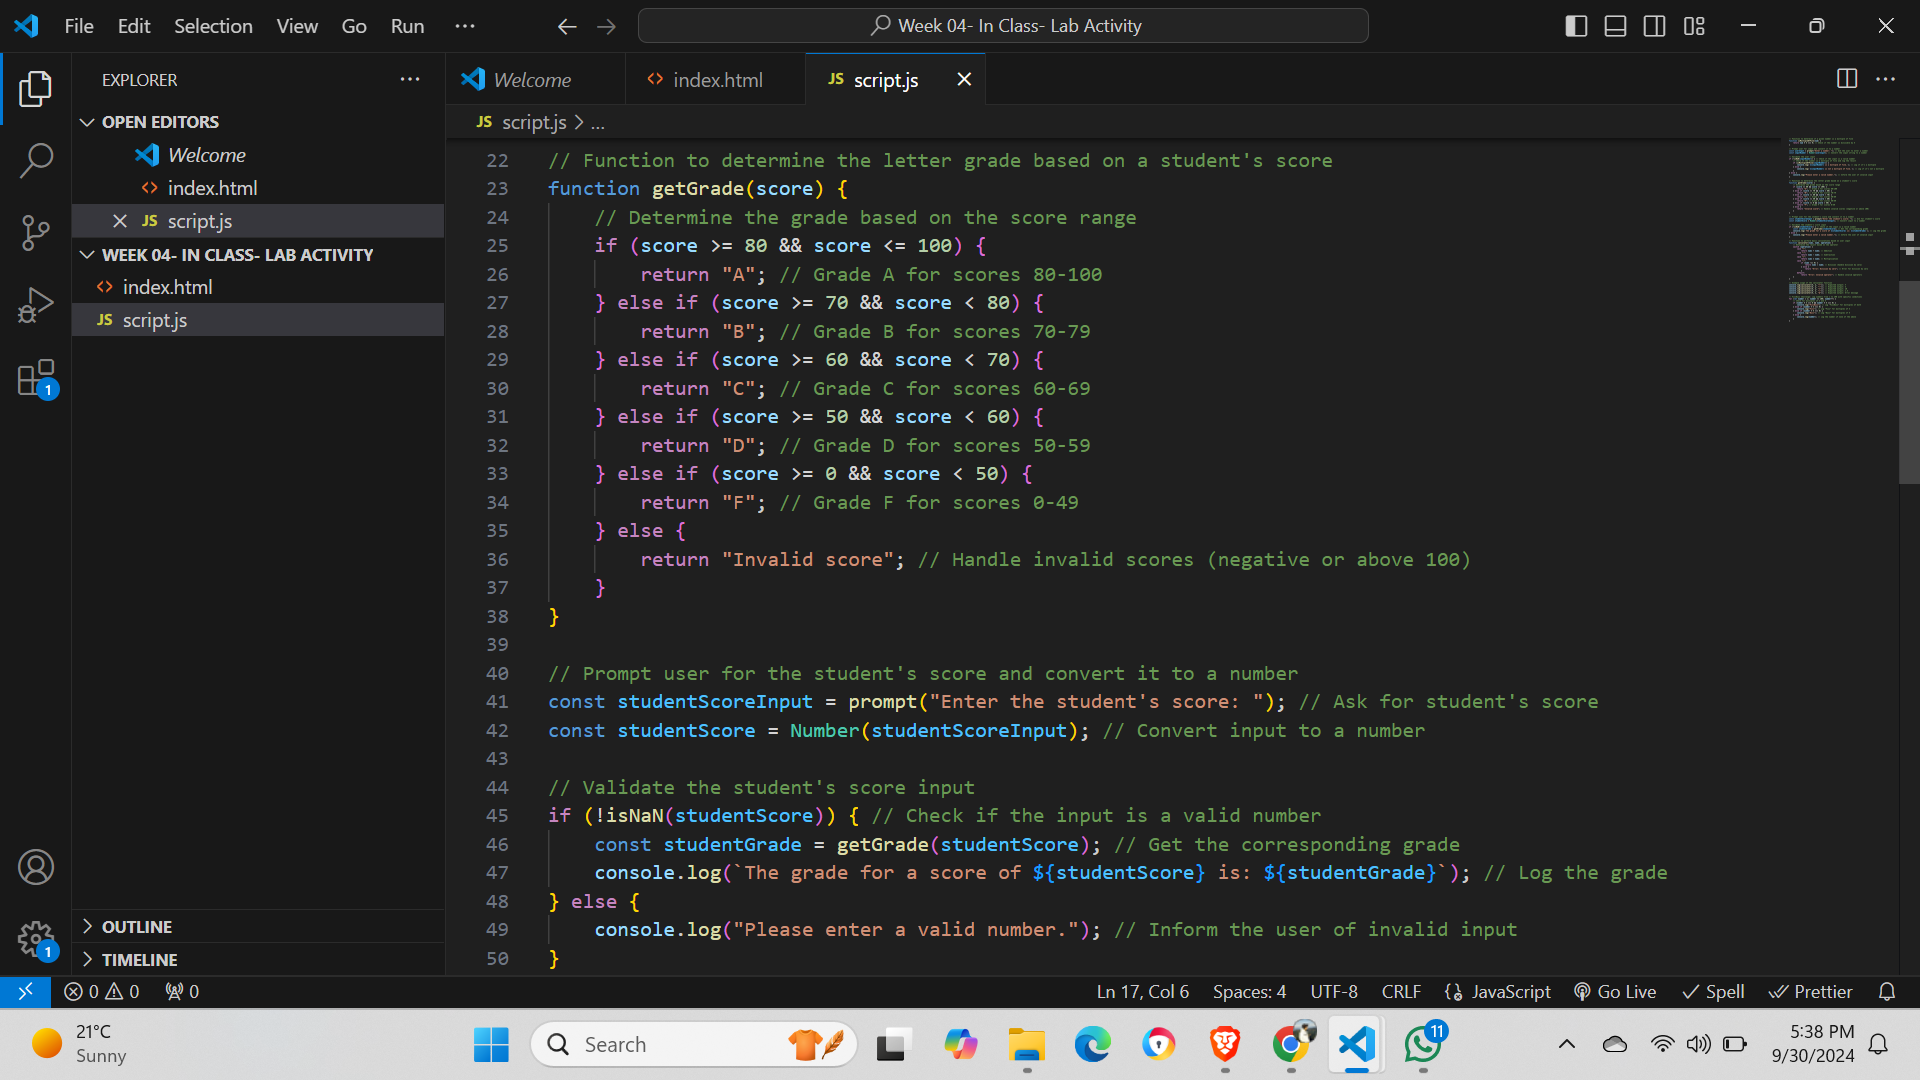 File Edit Selection View Go Run ...
Week 04- In Class- Lab Activity
EXPLORER
OPEN EDITORS
Welcome
index.html
JS script.js
WEEK 04- IN CLASS- LAB ACTIVITY
index.html
JS script.js
OUTLINE
TIMELINE
1
1
Welcome
index.html
JS script.js
JS script.js > ...
22 // Function to determine the letter grade based on a student's score
23 function getGrade(score) {
24 // Determine the grade based on the score range
25 if (score >= 80 && score <= 100) {
26 return "A"; // Grade A for scores 80-100
27 } else if (score >= 70 && score < 80) {
28 return "B"; // Grade B for scores 70-79
29 } else if (score >= 60 && score < 70) {
30 return "C"; // Grade C for scores 60-69
31 } else if (score >= 50 && score < 60) {
32 return "D"; // Grade D for scores 50-59
33 } else if (score >= 0 && score < 50) {
34 return "F"; // Grade F for scores 0-49
35 } else {
36 return "Invalid score"; // Handle invalid scores (negative or above 100)
37 }
38 }
39
40 // Prompt user for the student's score and convert it to a number
41 const studentScoreInput = prompt("Enter the student's score: "); // Ask for student's score
42 const studentScore = Number(studentScoreInput); // Convert input to a number
43
44 // Validate the student's score input
45 if (!isNaN(studentScore)) { // Check if the input is a valid number
46 const studentGrade = getGrade(studentScore); // Get the corresponding grade
47 console.log(`The grade for a score of ${studentScore} is: ${studentGrade}`); // Log the grade
48 } else {
49 console.log("Please enter a valid number."); // Inform the user of invalid input
50 }
0 0 0
Ln 17, Col 6 Spaces: 4 UTF-8 CRLF JavaScript Go Live Spell Prettier
21°C
Sunny
Search
11
5:38 PM
9/30/2024